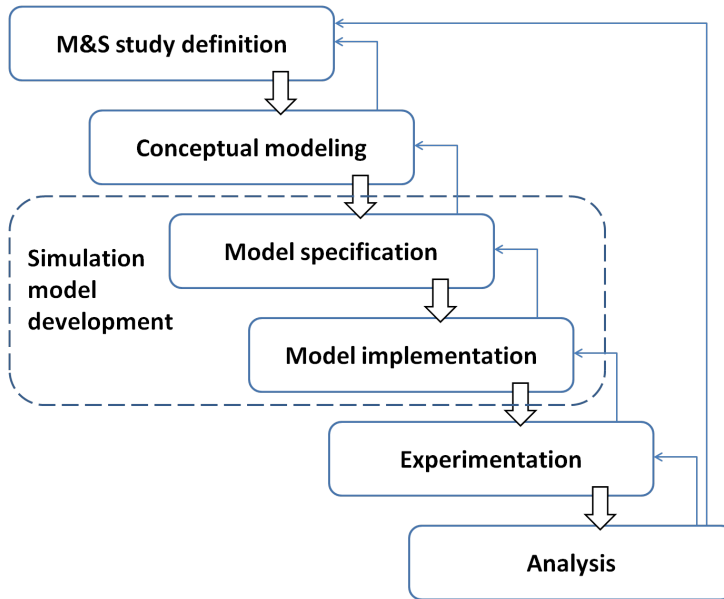 M&S study definition
Conceptual modeling
Simulation
model
development
Model specification
Model implementation
Experimentation
Analysis